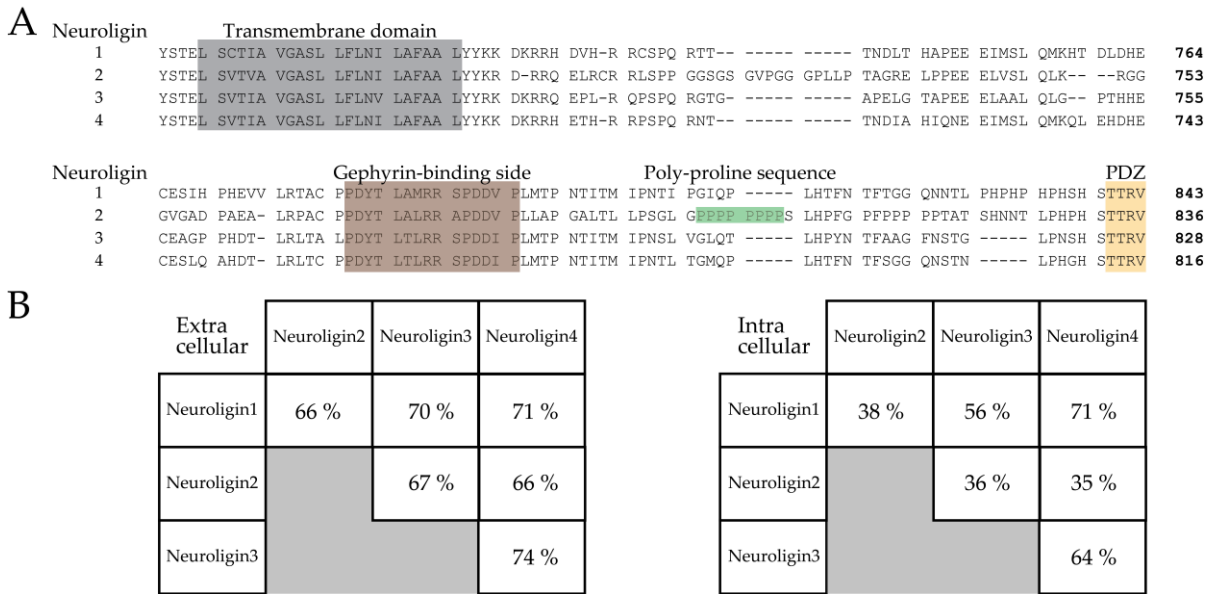 A
Neuroligin Transmembrane domain
1 YSTEL SCTIA VGASL LFLNI LAFAA LYYKK DKRRH DVH-R RCSPQ RTT-- ----- ----- TNDLT HAPEE EIMSL QMKHT DLDHE 764
2 YSTEL SVTVA VGASL LFLNI LAFAA LYYKR D-RRQ ELRCR RLSPP GGSGS GVPGG GPLLP TAGRE LPPEE ELVSL QLK-- -RGG 753
3 YSTEL SVTIA VGASL LFLNV LAFAA LYYRK DKRRQ EPL-R QPSPQ RGTG- ----- ----- APELG TAPEE ELAAL QLG-- PTHHE 755
4 YSTEL SVTIA VGASL LFLNI LAFAA LYYKK DKRRH ETH-R RPSPQ RNT-- ----- ----- TNDIA HIQNE EIMSL QMKQL EHDHE 743
Neuroligin Gephyrin-binding side Poly-proline sequence PDZ
1 CESIH PHEVV LRTAC PPDYT LAMRR SPDDV PLMTP NTITM IPNTI PGIQP ----- LHTFN TFTGG QNNTL PHPHP HPHSH STTRV 843
2 GVGAD PAEA- LRPAC PPDYT LALRR APDDV PLLAP GALTL LPSGL GPPPP PPPPS LHPFG PFPPP PPTAT SHNNT LPHPH STTRV 836
3 CEAGP PHDT- LRLTA LPDYT LTLRR SPDDI PLMTP NTITM IPNSL VGLQT ----- LHPYN TFAAG FNSTG ----- LPNSH STTRV 828
4 CESLQ AHDT- LRLTC PPDYT LTLRR SPDDI PLMTP NTITM IPNTL TGMQP ----- LHTFN TFSGG QNSTN ----- LPHGH STTRV 816
B
Extra cellular Neuroligin2 Neuroligin3 Neuroligin4
Neuroligin1 66 % 70 % 71 %
Neuroligin2 67 % 66 %
Neuroligin3 74 %
Intra cellular Neuroligin2 Neuroligin3 Neuroligin4
Neuroligin1 38 % 56 % 71 %
Neuroligin2 36 % 35 %
Neuroligin3 64 %